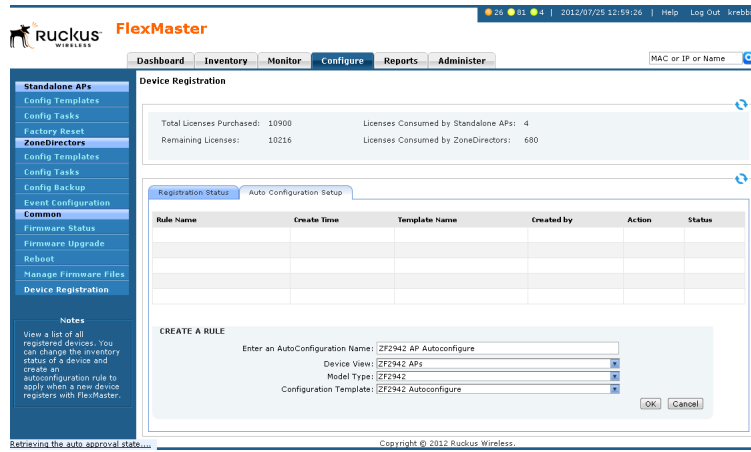 26 81 4 | 2012/07/25 12:59:26 | Help Log Out krebb
Ruckus
WIRELESS
FlexMaster
Dashboard Inventory Monitor Configure Reports Administer
MAC or IP or Name
Standalone APs
Config Templates
Config Tasks
Factory Reset
ZoneDirectors
Config Templates
Config Tasks
Config Backup
Event Configuration
Common
Firmware Status
Firmware Upgrade
Reboot
Manage Firmware Files
Device Registration
Notes
View a list of all
registered devices. You
can change the inventory
status of a device and
create an
autoconfiguration rule to
apply when a new device
registers with FlexMaster.
Device Registration
Total Licenses Purchased: 10900 Licenses Consumed by Standalone APs: 4
Remaining Licenses: 10216 Licenses Consumed by ZoneDirectors: 680
Registration Status Auto Configuration Setup
Rule Name Create Time Template Name Created by Action Status
CREATE A RULE
Enter an AutoConfiguration Name: ZF2942 AP Autoconfigure
Device View: ZF2942 APs
Model Type: ZF2942
Configuration Template: ZF2942 Autoconfigure
OK Cancel
Retrieving the auto approval state....
Copyright © 2012 Ruckus Wireless.